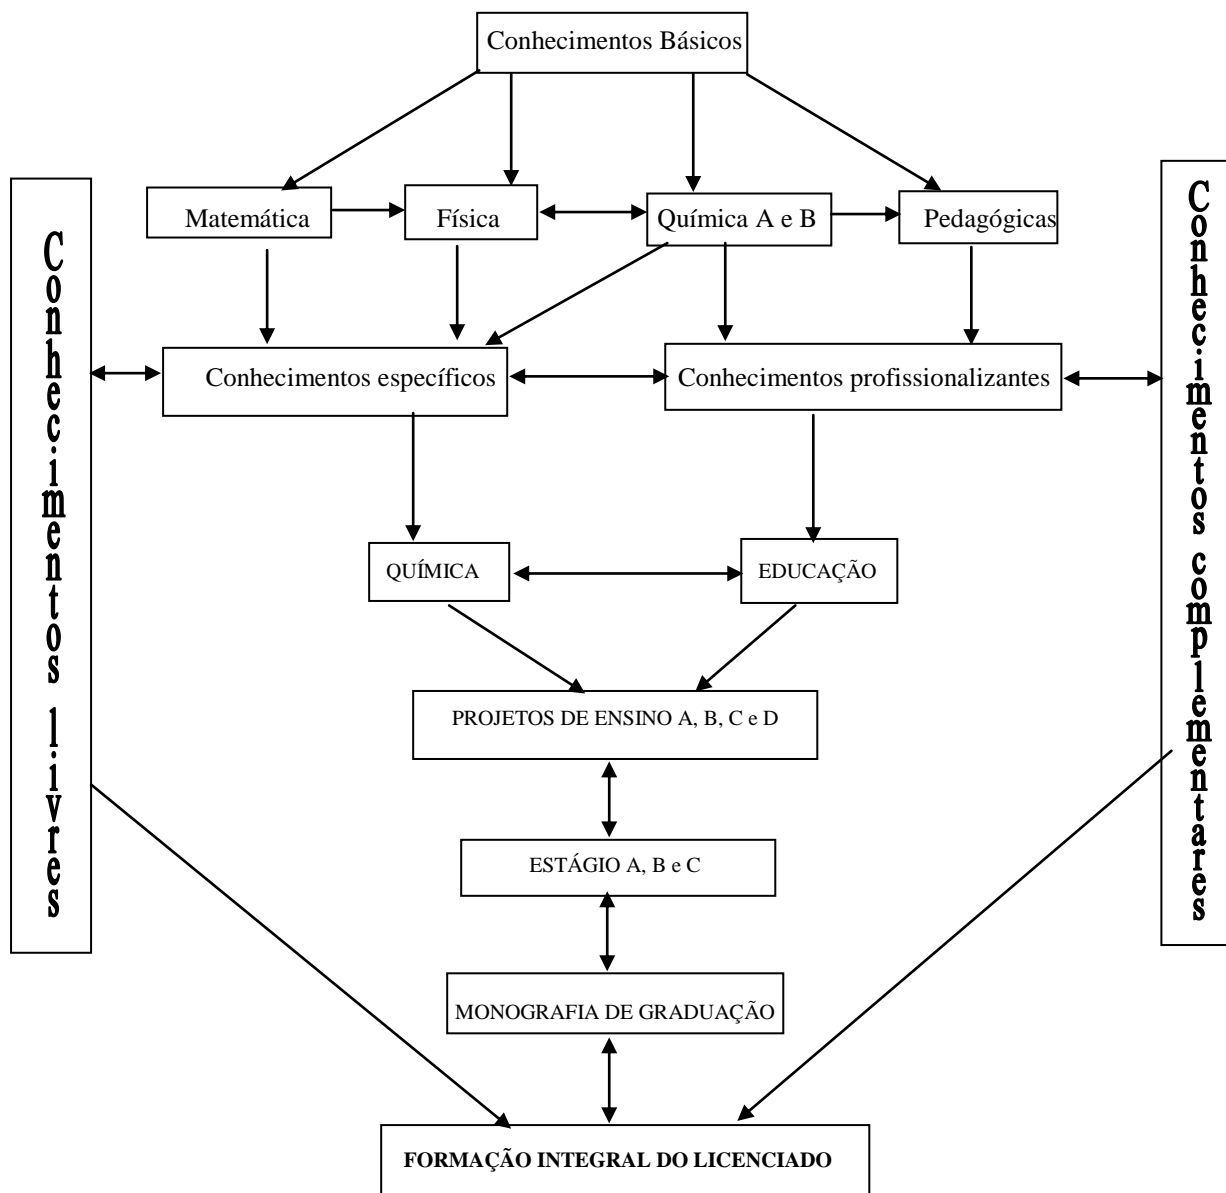 Conhecimentos Básicos
Matemática
Física
Química A e B
Pedagógicas
Conhecimentos livres
Conhecimentos complementares
Conhecimentos específicos
Conhecimentos profissionalizantes
QUÍMICA
EDUCAÇÃO
PROJETOS DE ENSINO A, B, C e D
ESTÁGIO A, B e C
MONOGRAFIA DE GRADUAÇÃO
FORMAÇÃO INTEGRAL DO LICENCIADO